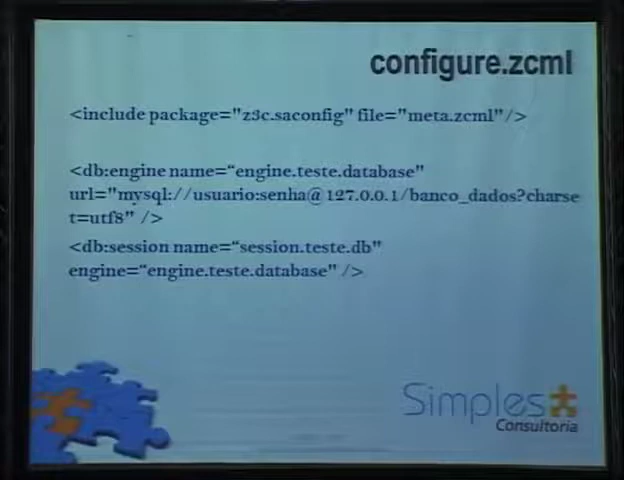 configure.zcml
<include package="z3c.saconfig" file="meta.zcml"/>
<db:engine name=“engine.teste.database"
url="mysql://usuario:senha@127.0.0.1/banco_dados?charse
t=utf8” />
<db:session name=“session.teste.db"
engine=“engine.teste.database" />
Simples
Consultoria